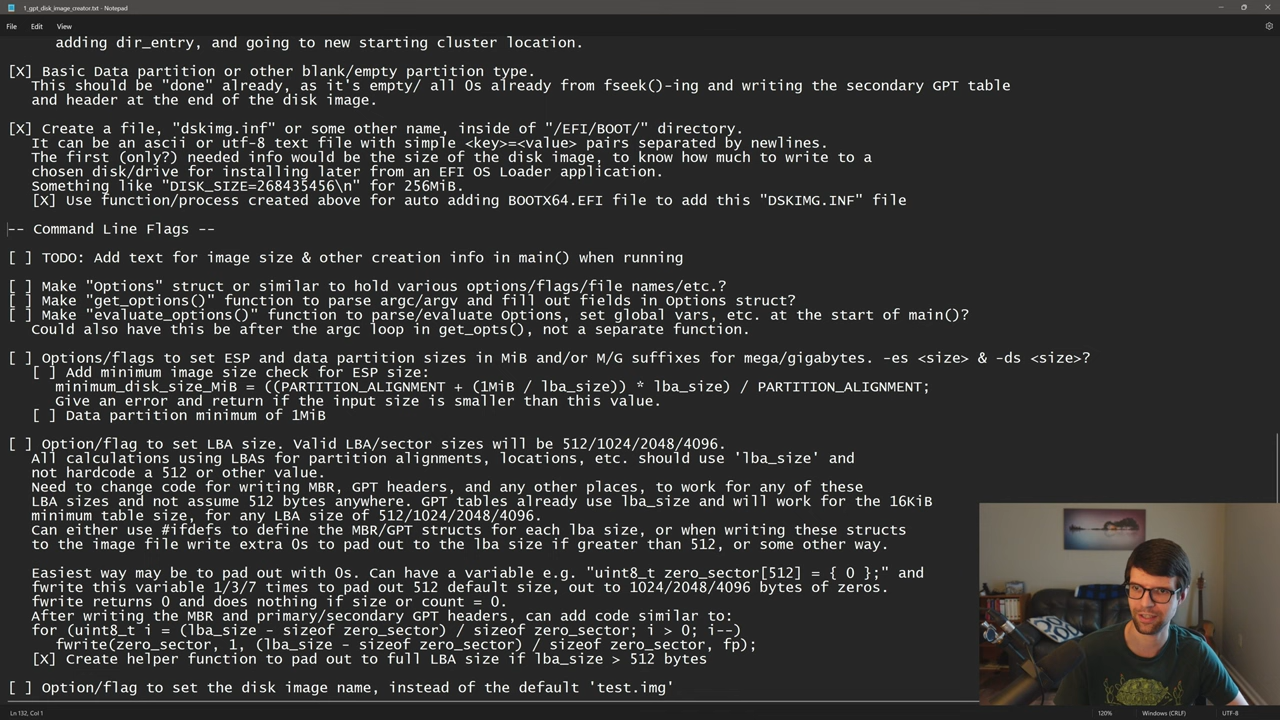 1_gpt_disk_image_creator.txt - Notepad
File Edit View
adding dir_entry, and going to new starting cluster location.
[X] Basic Data partition or other blank/empty partition type.
This should be "done" already, as it's empty/ all 0s already from fseek()-ing and writing the secondary GPT table
and header at the end of the disk image.
[X] Create a file, "dskimg.inf" or some other name, inside of "/EFI/BOOT/" directory.
It can be an ascii or utf-8 text file with simple <key>=<value> pairs separated by newlines.
The first (only?) needed info would be the size of the disk image, to know how much to write to a
chosen disk/drive for installing later from an EFI OS Loader application.
Something like "DISK_SIZE=268435456\n" for 256MiB.
[X] Use function/process created above for auto adding BOOTX64.EFI file to add this "DSKIMG.INF" file
-- Command Line Flags --
[ ] TODO: Add text for image size & other creation info in main() when running
[ ] Make "Options" struct or similar to hold various options/flags/file names/etc.?
[ ] Make "get_options()" function to parse argc/argv and fill out fields in Options struct?
[ ] Make "evaluate_options()" function to parse/evaluate Options, set global vars, etc. at the start of main()?
Could also have this be after the argc loop in get_opts(), not a separate function.
[ ] Options/flags to set ESP and data partition sizes in MiB and/or M/G suffixes for mega/gigabytes. -es <size> & -ds <size>?
[ ] Add minimum image size check for ESP size:
minimum_disk_size_MiB = ((PARTITION_ALIGNMENT + (1MiB / lba_size)) * lba_size) / PARTITION_ALIGNMENT;
Give an error and return if the input size is smaller than this value.
[ ] Data partition minimum of 1MiB
[ ] Option/flag to set LBA size. Valid LBA/sector sizes will be 512/1024/2048/4096.
All calculations using LBAs for partition alignments, locations, etc. should use 'lba_size' and
not hardcode a 512 or other value.
Need to change code for writing MBR, GPT headers, and any other places, to work for any of these
LBA sizes and not assume 512 bytes anywhere. GPT tables already use lba_size and will work for the 16KiB
minimum table size, for any LBA size of 512/1024/2048/4096.
Can either use #ifdefs to define the MBR/GPT structs for each lba size, or when writing these structs
to the image file write extra 0s to pad out to the lba size if greater than 512, or some other way.
Easiest way may be to pad out with 0s. Can have a variable e.g. "uint8_t zero_sector[512] = { 0 };" and
fwrite this variable 1/3/7 times to pad out 512 default size, out to 1024/2048/4096 bytes of zeros.
fwrite returns 0 and does nothing if size or count = 0.
After writing the MBR and primary/secondary GPT headers, can add code similar to:
for (uint8_t i = (lba_size - sizeof zero_sector) / sizeof zero_sector; i > 0; i--)
fwrite(zero_sector, 1, (lba_size - sizeof zero_sector) / sizeof zero_sector, fp);
[X] Create helper function to pad out to full LBA size if lba_size > 512 bytes
[ ] Option/flag to set the disk image name, instead of the default 'test.img'
Ln 132, Col 1 120% Windows (CRLF) UTF-8